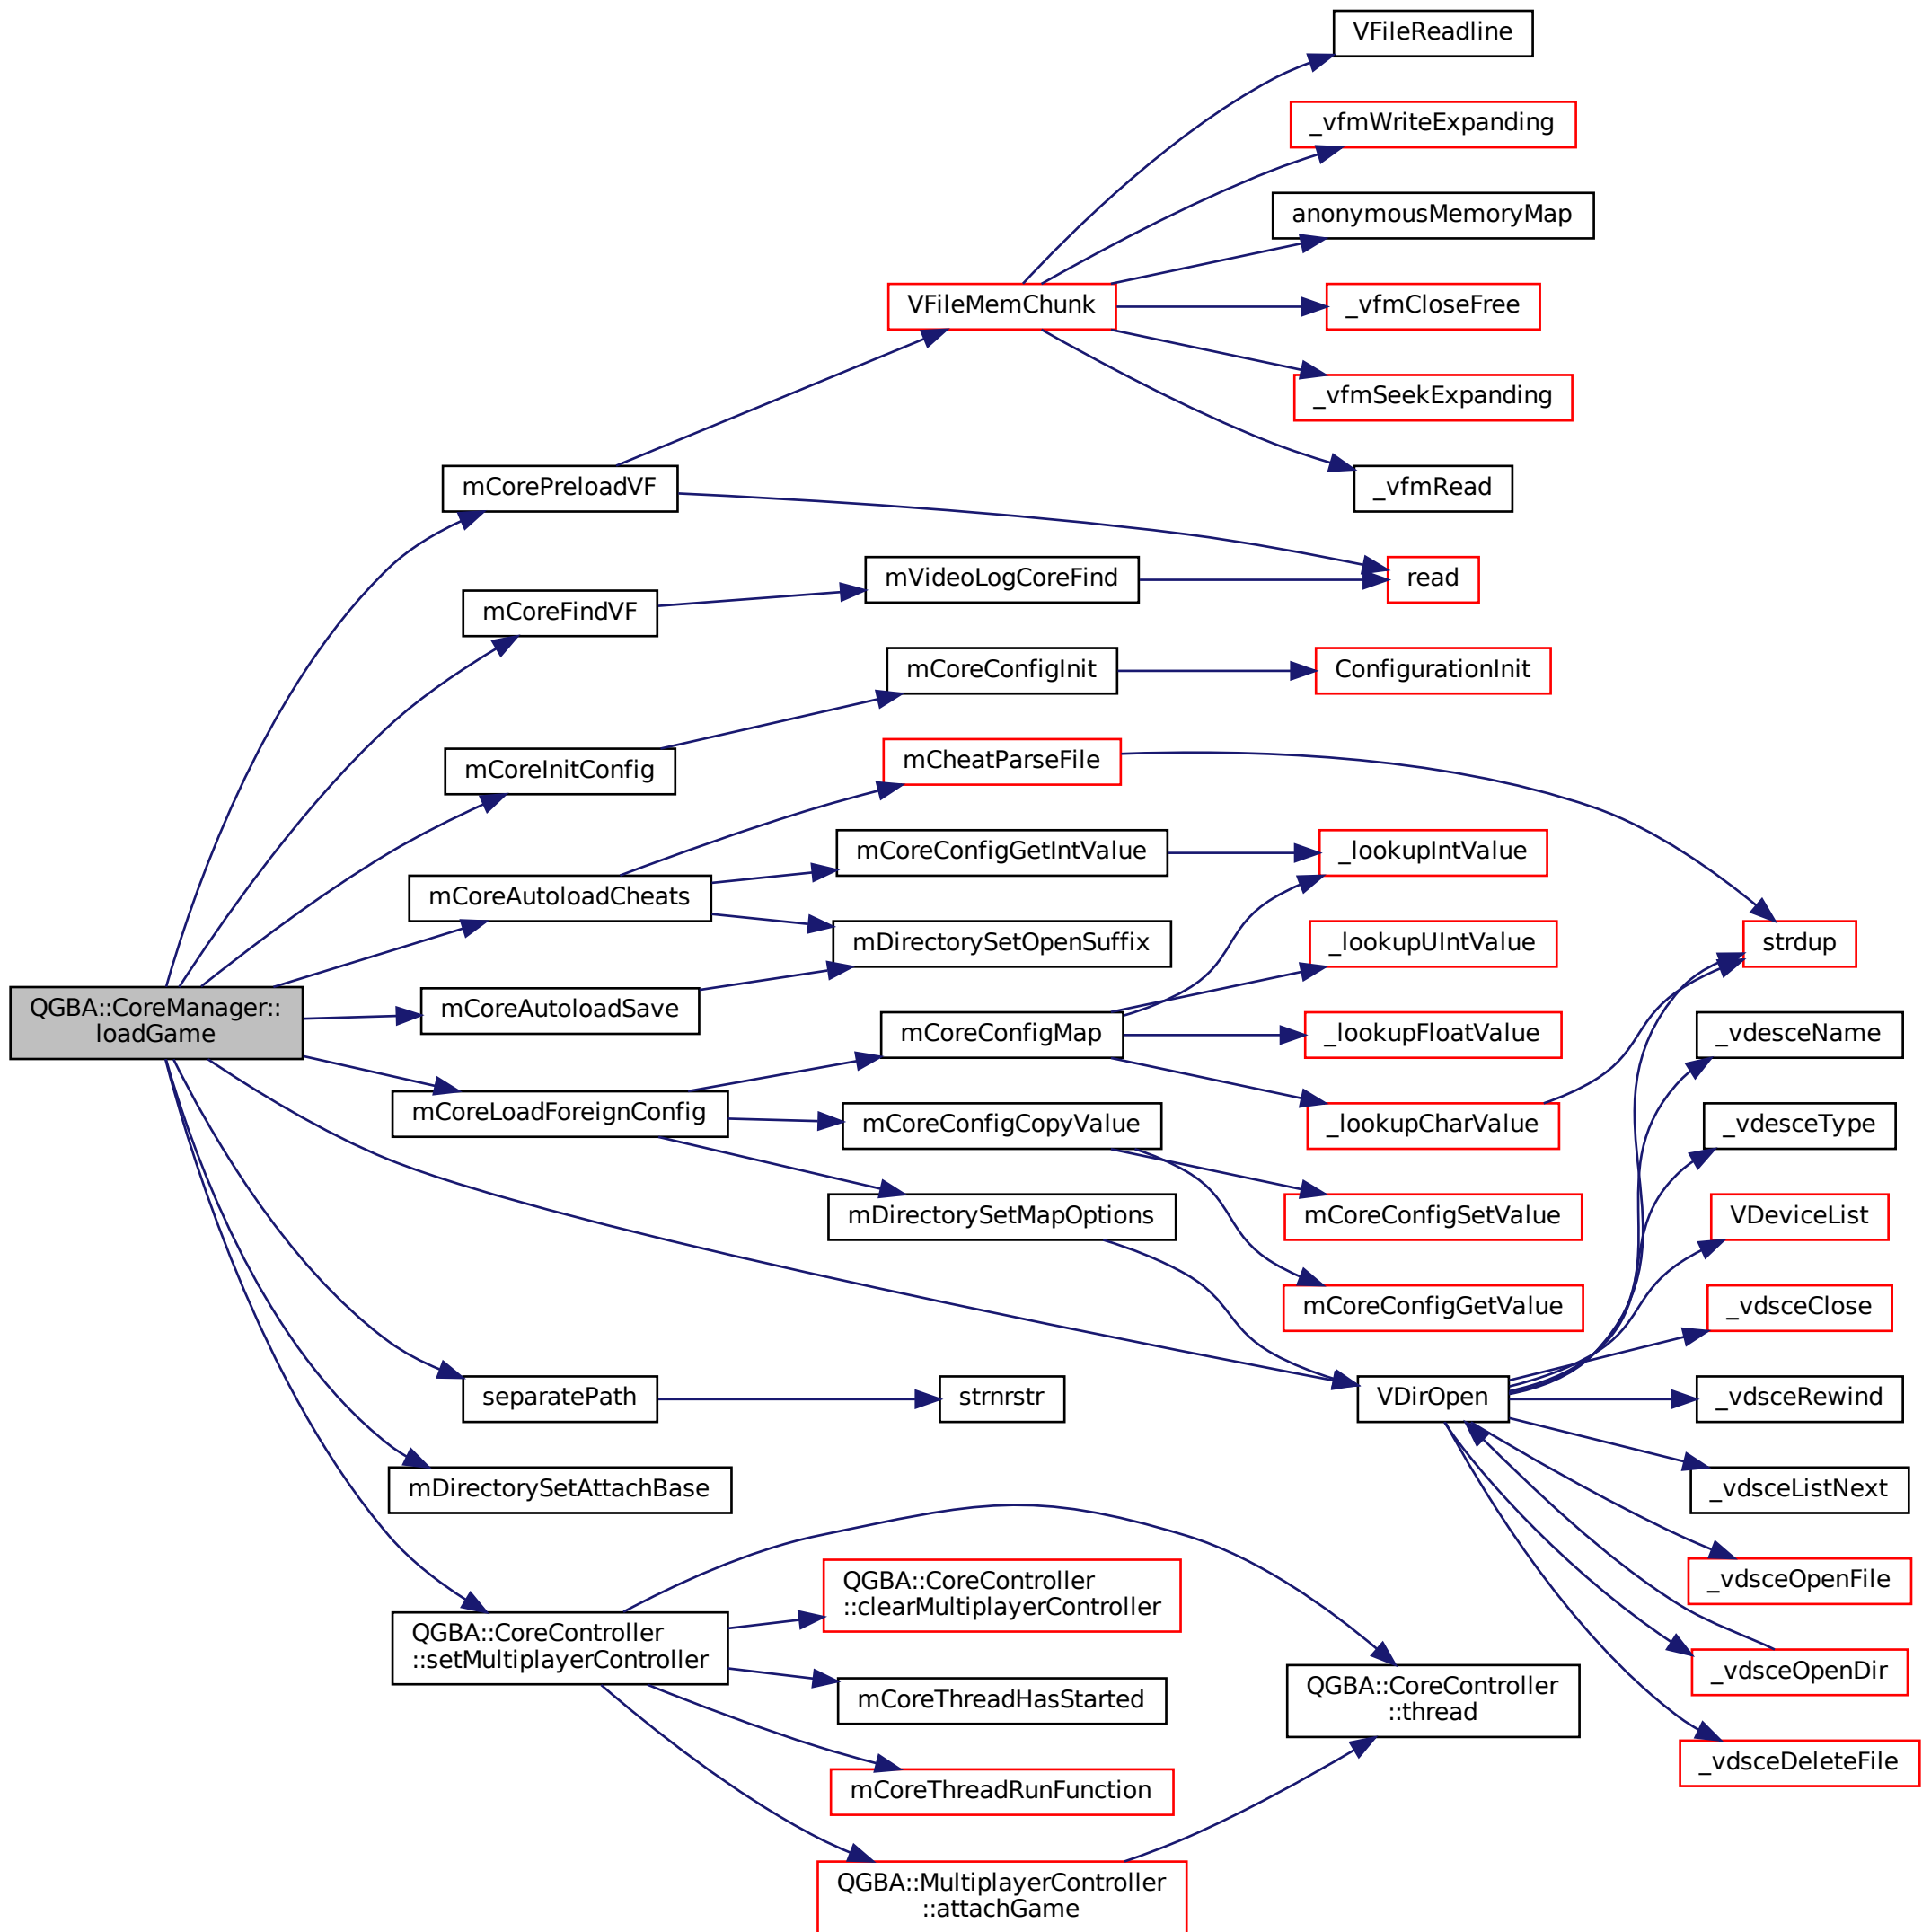 VFileReadline
_vfmWriteExpanding
anonymousMemoryMap
VFileMemChunk
_vfmCloseFree
_vfmSeekExpanding
mCorePreloadVF
_vfmRead
mVideoLogCoreFind
read
mCoreFindVF
mCoreConfigInit
ConfigurationInit
mCoreInitConfig
mCheatParseFile
mCoreConfigGetIntValue
_lookupIntValue
mCoreAutoloadCheats
mDirectorySetOpenSuffix
_lookupUIntValue
strdup
QGBA::CoreManager::
loadGame
mCoreAutoloadSave
mCoreConfigMap
_lookupFloatValue
_vdesceName
mCoreLoadForeignConfig
mCoreConfigCopyValue
_lookupCharValue
_vdesceType
mDirectorySetMapOptions
mCoreConfigSetValue
VDeviceList
mCoreConfigGetValue
_vdsceClose
separatePath
strnrstr
VDirOpen
_vdsceRewind
mDirectorySetAttachBase
_vdsceListNext
QGBA::CoreController
::clearMultiplayerController
_vdsceOpenFile
QGBA::CoreController
::setMultiplayerController
_vdsceOpenDir
mCoreThreadHasStarted
QGBA::CoreController
::thread
_vdsceDeleteFile
mCoreThreadRunFunction
QGBA::MultiplayerController
::attachGame